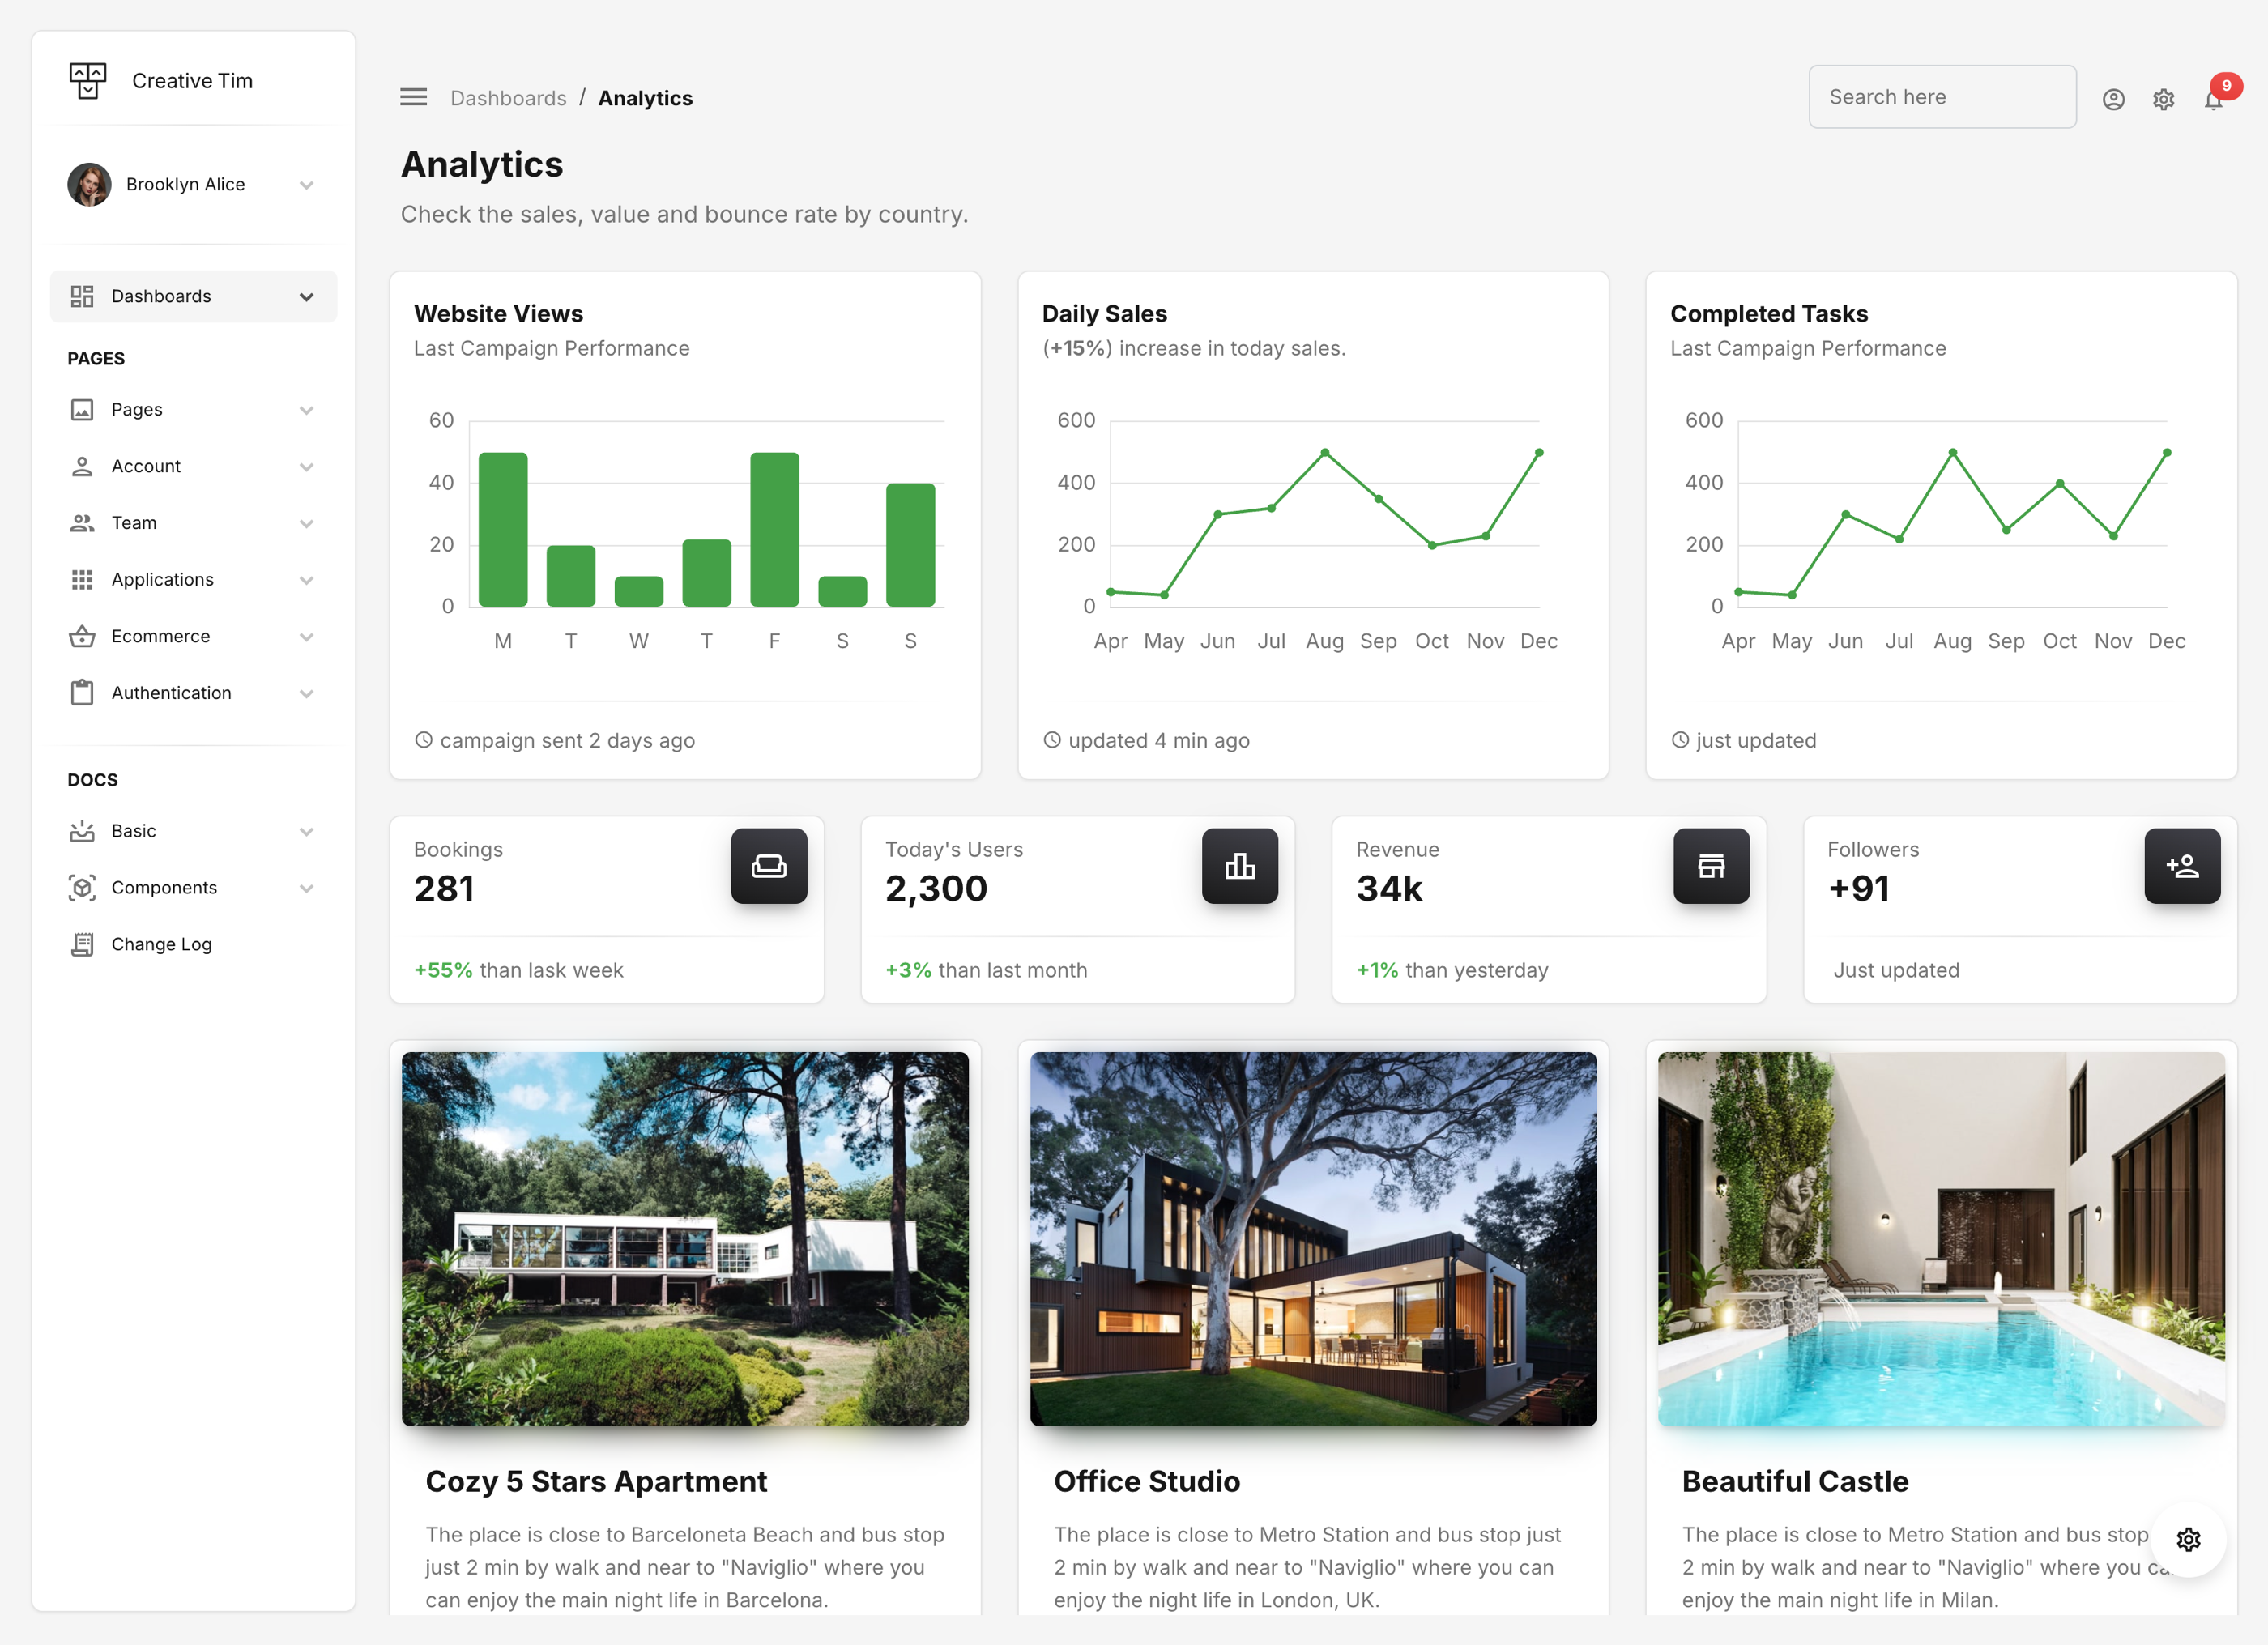 Creative Tim
Brooklyn Alice
Dashboards
PAGES
Pages
Account
Team
Applications
Ecommerce
Authentication
DOCS
Basic
Components
Change Log
Dashboards / Analytics
Search here
9
Analytics
Check the sales, value and bounce rate by country.
Website Views
Last Campaign Performance
60
40
20
0
M T W T F S S
campaign sent 2 days ago
Daily Sales
(+15%) increase in today sales.
600
400
200
0
Apr May Jun Jul Aug Sep Oct Nov Dec
updated 4 min ago
Completed Tasks
Last Campaign Performance
600
400
200
0
Apr May Jun Jul Aug Sep Oct Nov Dec
just updated
Bookings
281
+55% than lask week
Today's Users
2,300
+3% than last month
Revenue
34k
+1% than yesterday
Followers
+91
Just updated
Cozy 5 Stars Apartment
The place is close to Barceloneta Beach and bus stop
just 2 min by walk and near to "Naviglio" where you
can enjoy the main night life in Barcelona.
Office Studio
The place is close to Metro Station and bus stop just
2 min by walk and near to "Naviglio" where you can
enjoy the night life in London, UK.
Beautiful Castle
The place is close to Metro Station and bus stop
2 min by walk and near to "Naviglio" where you
enjoy the main night life in Milan.